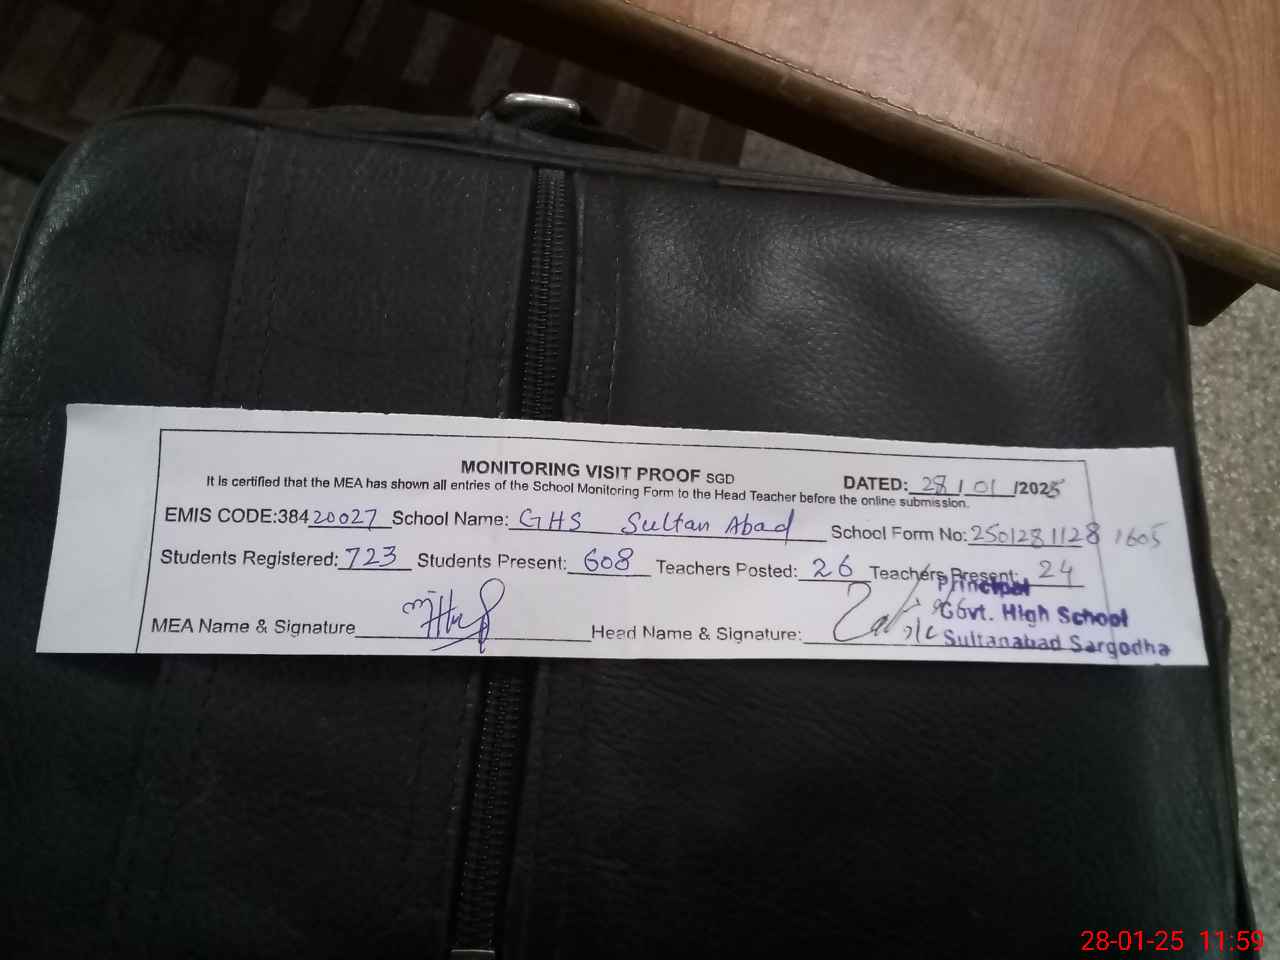 MONITORING VISIT PROOF SGD
DATED: 28/01/2025
It is certified that the MEA has shown all entries of the School Monitoring Form to the Head Teacher before the online submission.
EMIS CODE:38420027 School Name: GHS Sultan Abad School Form No: 2501281128 1605
Students Registered: 723 Students Present: 608 Teachers Posted: 26 Teachers Present: 24
MEA Name & Signature Head Name & Signature:
Principal
Govt. High School
Sultanabad Sargodha
28-01-25 11:59